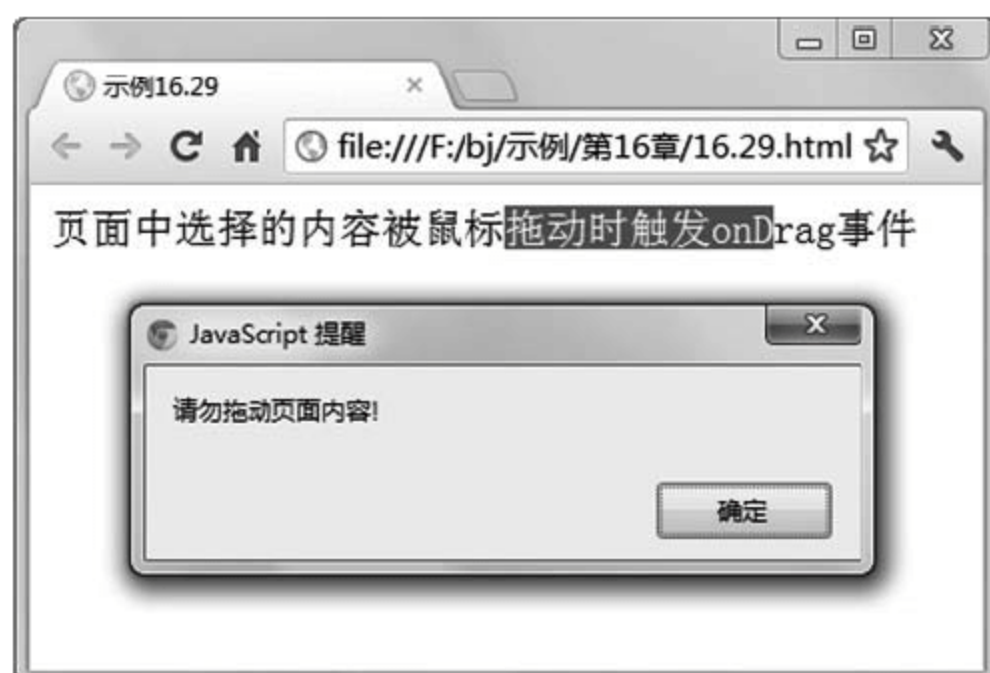 示例16.29
file:///F:/bj/示例/第16章/16.29.html
页面中选择的内容被鼠标拖动时触发onDrag事件
JavaScript 提醒
请勿拖动页面内容!
确定